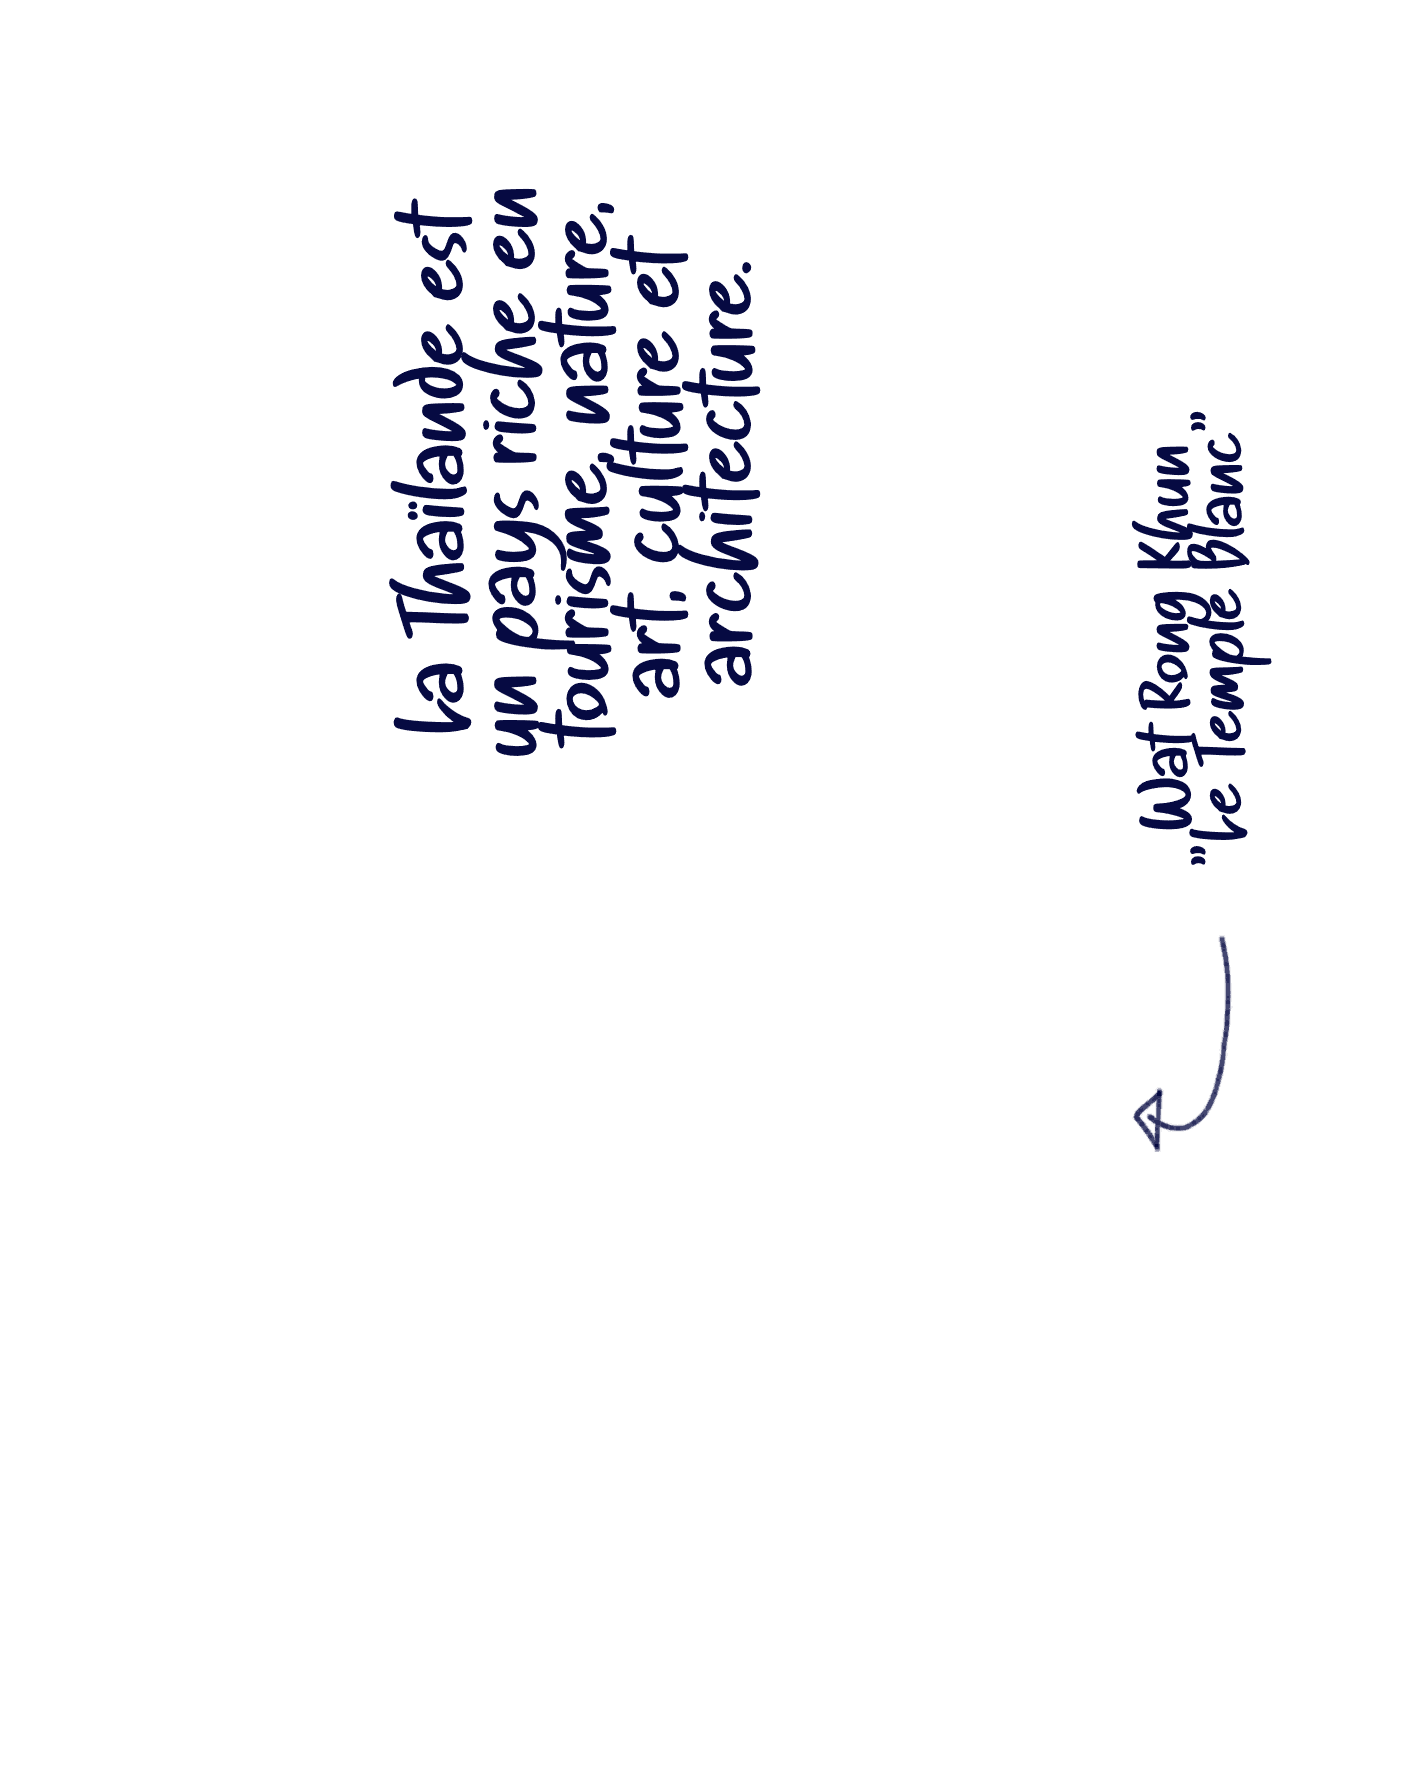 La Thaïlande est
un pays riche en
tourisme, nature,
art, culture et
architecture.
Wat Rong Khun
"Le Temple Blanc"